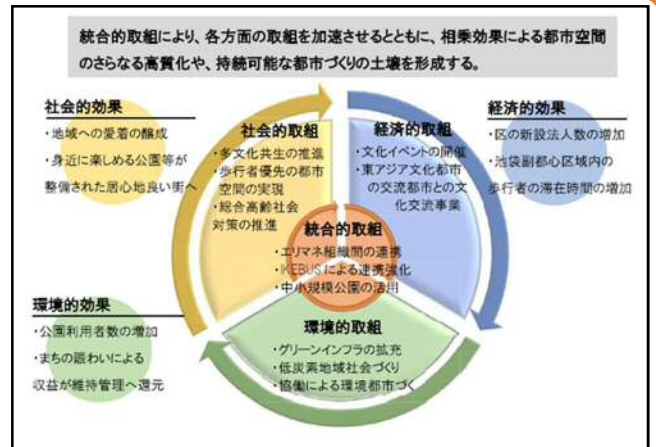 統合的取組により、各方面の取組を加速させるとともに、相乗効果による都市空間
のさらなる高質化や、持続可能な都市づくりの土壌を形成する。
社会的効果
・地域への愛着の醸成
・身近に楽しめる公園等が
整備された居心地良い街へ
社会的取組
・多文化共生の推進
・歩行者優先の都市
空間の実現
・総合高齢社会
対策の推進
経済的取組
・文化イベントの開催
・東アジア文化都市
の交流都市との文
化交流事業
経済的効果
・区の新設法人数の増加
・池袋副都心区域内の
歩行者の滞在時間の増加
統合的取組
・エリマネ組織間の連携
・IKEBUSによる連携強化
・中小規模公園の活用
環境的効果
・公園利用者数の増加
・まちの賑わいによる
収益が維持管理へ還元
環境的取組
・グリーンインフラの拡充
・低炭素地域社会づくり
・協働による環境都市づく